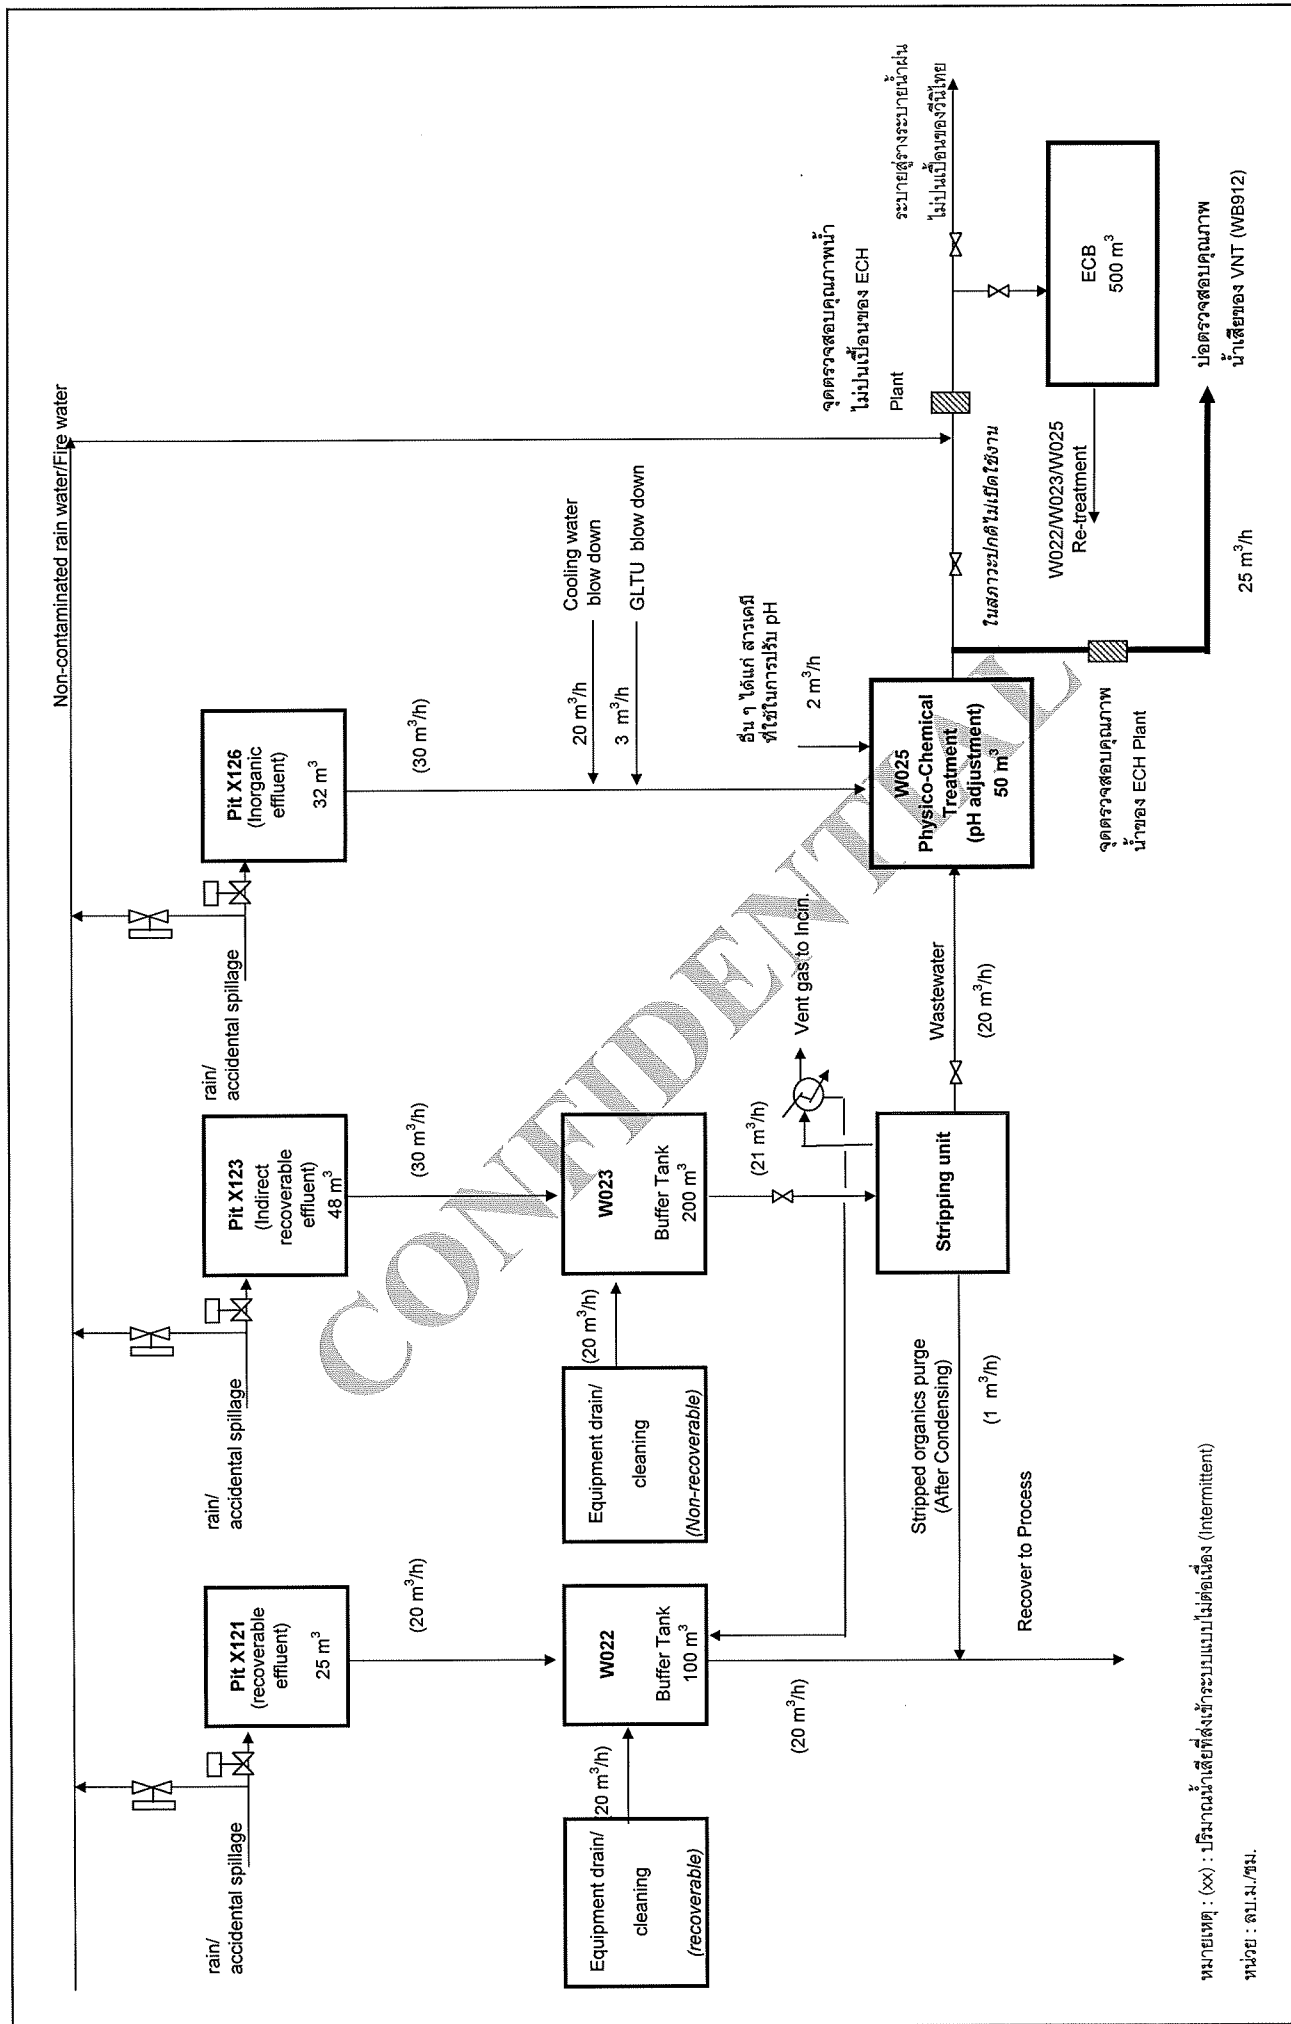 Non-contaminated rain water/Fire water
rain/
accidental spillage
rain/
accidental spillage
rain/
accidental spillage
Pit X121
(recoverable
effluent)
25 m³
Pit X123
(Indirect
recoverable
effluent)
48 m³
Pit X126
(Inorganic
effluent)
32 m³
(20 m³/h)
(30 m³/h)
(30 m³/h)
Equipment drain/
cleaning
(recoverable)
(20 m³/h)
W022
Buffer Tank
100 m³
Equipment drain/
cleaning
(Non-recoverable)
(20 m³/h)
W023
Buffer Tank
200 m³
20 m³/h
Cooling water
blow down
3 m³/h
GLTU blow down
(20 m³/h)
(21 m³/h)
Vent gas to Incin.
อื่น ๆ ได้แก่ สารเคมี
ที่ใช้ในการปรับ pH
2 m³/h
จุดตรวจสอบคุณภาพน้ำ
ไม่ปนเปื้อนของ ECH
Plant
ระบายสู่รางระบายน้ำฝน
ไม่ปนเปื้อนของวีนิไทย
Stripped organics purge
(After Condensing)
(1 m³/h)
Stripping unit
Wastewater
(20 m³/h)
W025
Physico-Chemical
Treatment
(pH adjustment)
50 m³
ในสภาวะปกติไม่เปิดใช้งาน
Recover to Process
W022/W023/W025
Re-treatment
ECB
500 m³
จุดตรวจสอบคุณภาพ
น้ำของ ECH Plant
25 m³/h
บ่อตรวจสอบคุณภาพ
น้ำเสียของ VNT (WB912)
หมายเหตุ : (xx) : ปริมาณน้ำเสียที่ส่งเข้าระบบแบบไม่ต่อเนื่อง (Intermittent)
หน่วย : ลบ.ม./ชม.
CONFIDENTIAL